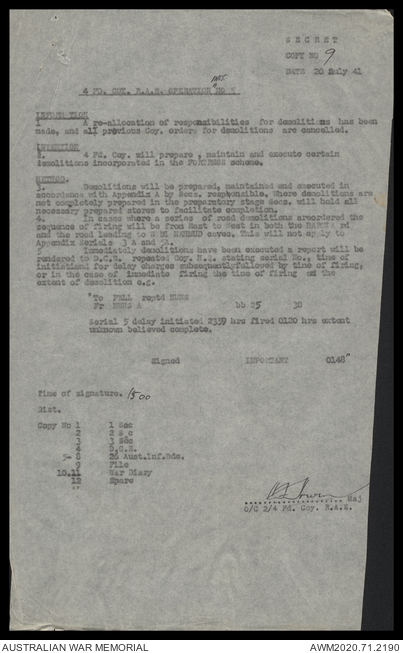 S E C R E T
COPY NO 9
DATE 20 July 41
4 FD. COY. R.A.E. OPERATION INST. NO 5
INFORMATION
A re-allocation of responsibilities for demolitions has been
made, and all previous Coy. orders for demolitions are cancelled.
INTENTION
2. 4 Fd. Coy. will prepare, maintain and execute certain
demolitions incorporated in the FORTRESS scheme.
METHOD.
3. Demolitions will be prepared, maintained and executed in
accordance with Appendix A by Secs. responsible. Where demolitions are
not completely prepared in the preparatory stage Secs. will hold all
necessary prepared stores to facilitate completion.
4. In cases where a series of road demolitions areordered the
sequence of firing will be from East to West in both the rd
and the road leading to caves. This will not apply to
Appendix Serials 3 A and 2A.
5 Immediately demolitions have been executed a report will be
rendered to D.C.R. repeated Coy. H.Q. stating serial No., time of
initiationd for delay charges subsequentlyfollowed by time of firing,
or in the case of immediate firing the time of firing and the
extent of demolition e.g.
"To FELL reptd
Fr A bb 25 30
Serial 5 delay initiated 2359 hrs fired 0120 hrs extent
unknown believed complete.
Signed IMPORTANT 0148"
Time of signature. 1500
Dist.
Copy No 1 1 Sec
2 2 S c
3 3 Sec
4
5- 8 26 Aust.Inf.Bde.
9 File
10,11 War Diary
12 Spare
Maj
O/C 2/4 Fd. Coy. R.A.E.
AUSTRALIAN WAR MEMORIAL
AWM2020.71.2190